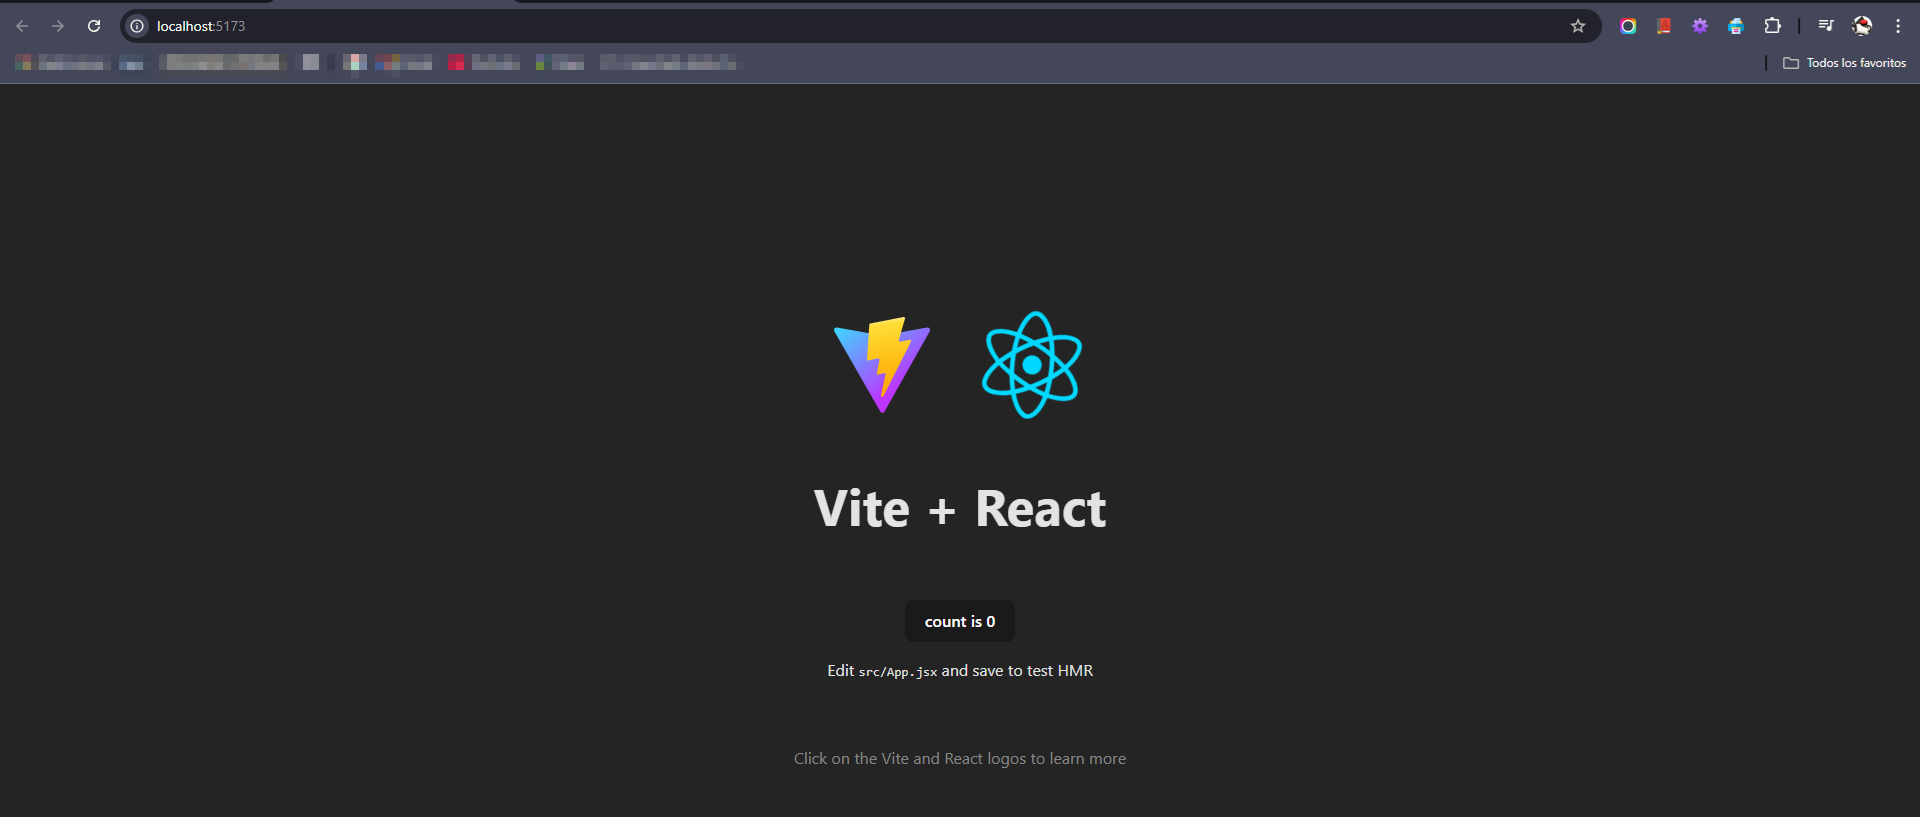 localhost:5173
Todos los favoritos
Vite + React
count is 0
Edit src/App.jsx and save to test HMR
Click on the Vite and React logos to learn more